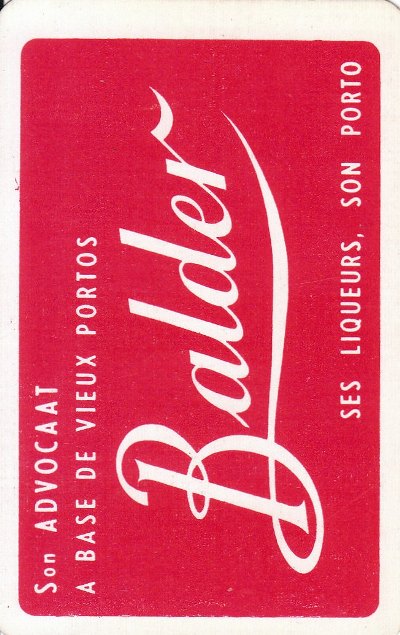 Son ADVOCAAT
A BASE DE VIEUX PORTOS
Balder
SES LIQUEURS, SON PORTO